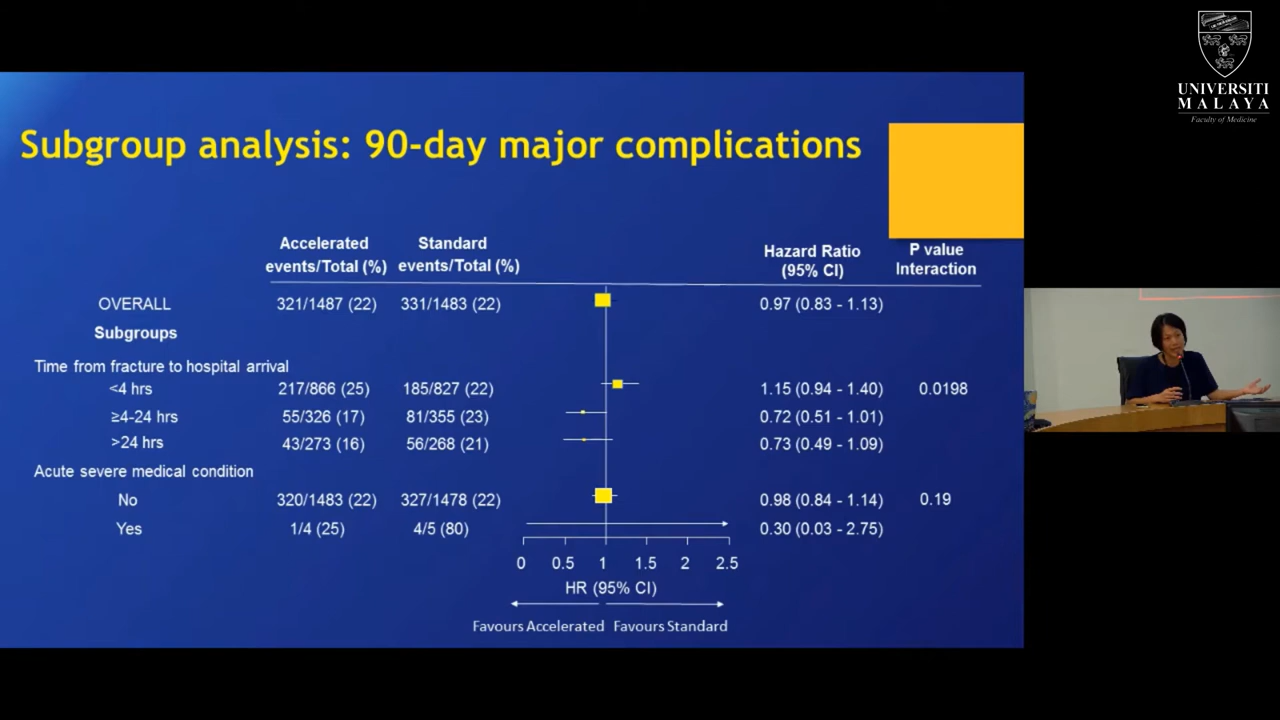 UNIVERSITI
MALAYA
Faculty of Medicine
Subgroup analysis: 90-day major complications
Accelerated events/Total (%) Standard events/Total (%) Hazard Ratio (95% CI) P value Interaction
OVERALL 321/1487 (22) 331/1483 (22) 0.97 (0.83 - 1.13)
Subgroups
Time from fracture to hospital arrival
<4 hrs 217/866 (25) 185/827 (22) 1.15 (0.94 - 1.40) 0.0198
≥4-24 hrs 55/326 (17) 81/355 (23) 0.72 (0.51 - 1.01)
>24 hrs 43/273 (16) 56/268 (21) 0.73 (0.49 - 1.09)
Acute severe medical condition
No 320/1483 (22) 327/1478 (22) 0.98 (0.84 - 1.14) 0.19
Yes 1/4 (25) 4/5 (80) 0.30 (0.03 - 2.75)
0 0.5 1 1.5 2 2.5
HR (95% CI)
Favours Accelerated Favours Standard